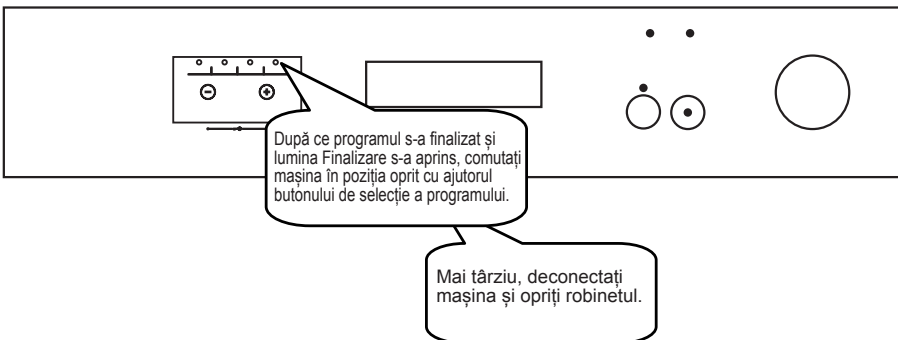 După ce programul s-a finalizat și
lumina Finalizare s-a aprins, comutați
mașina în poziția oprit cu ajutorul
butonului de selecție a programului.
Mai târziu, deconectați
mașina și opriți robinetul.